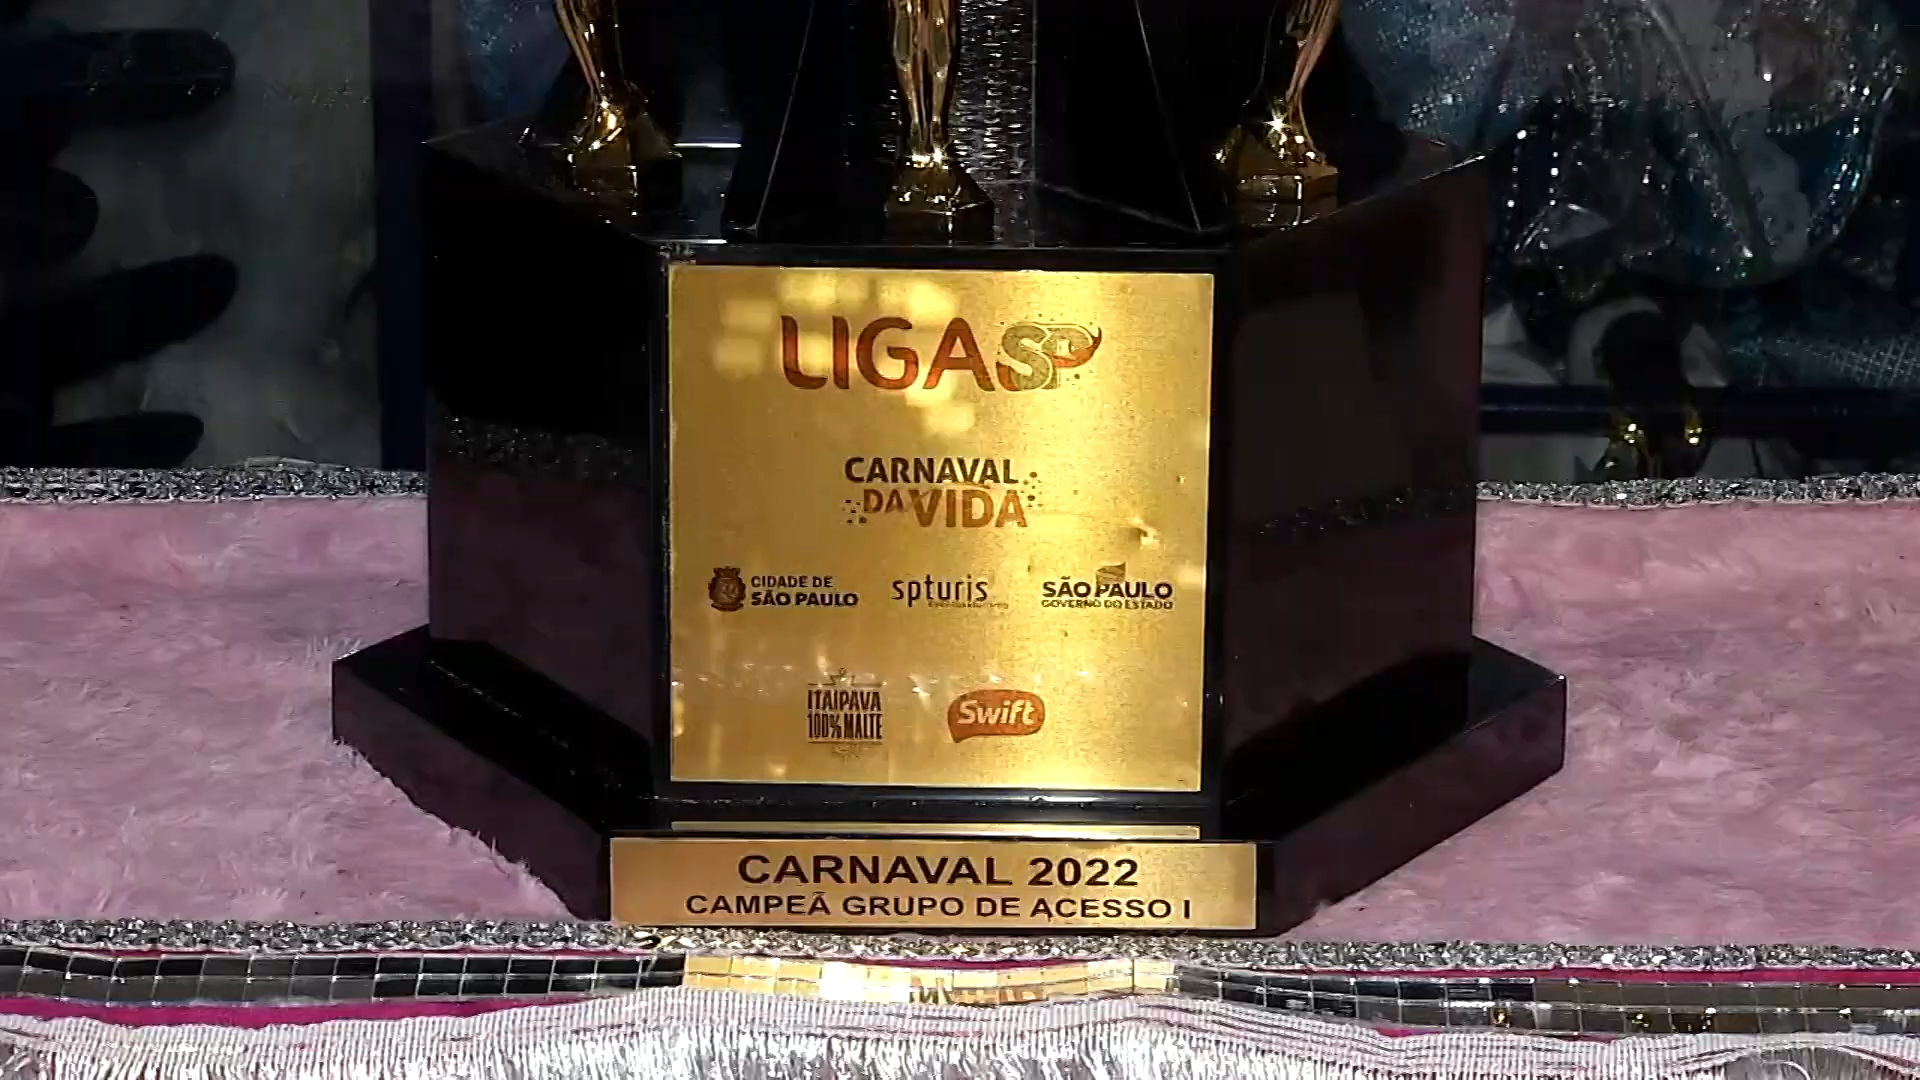 LIGASP
CARNAVAL
DA VIDA
CIDADE DE
SÃO PAULO
spturis
SÃO PAULO
GOVERNO DO ESTADO
ITAIPAVA
100% MALTE
Swift
CARNAVAL 2022
CAMPEÃ GRUPO DE ACESSO I